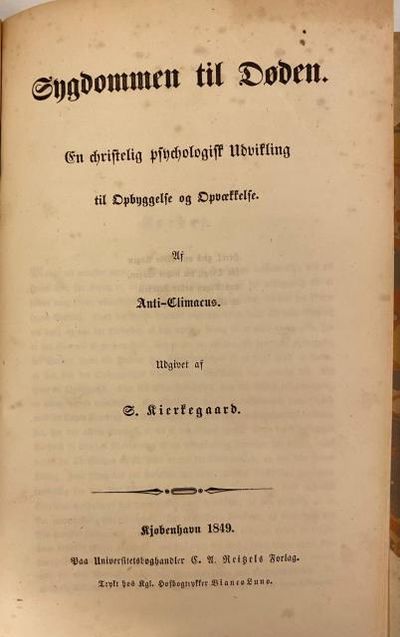 Sygdommen til Døden.
En christelig psychologisk Udvikling
til Opbyggelse og Opvækkelse.
Af
Anti-Climacus.
Udgivet af
S. Kierkegaard.
Kjøbenhavn 1849.
Paa Universitetsboghandler C. A. Reitzels Forlag.
Trykt hos Kgl. Hofbogtrykker Bianco Luno.